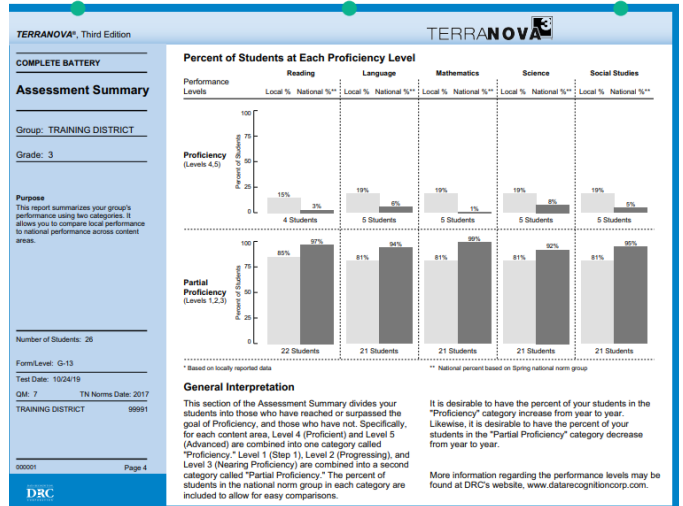 TERRANOVA®, Third Edition
TERRANOVA 3
COMPLETE BATTERY
Assessment Summary
Group: TRAINING DISTRICT
Grade: 3
Purpose
This report summarizes your group's
performance using two categories. It
allows you to compare local performance
to national performance across content
areas.
Number of Students: 26
Form/Level: G-13
Test Date: 10/24/19
QM: 7 TN Norms Date: 2017
TRAINING DISTRICT 99991
000001 Page 4
DRC
Percent of Students at Each Proficiency Level
Reading Language Mathematics Science Social Studies
Performance
Levels
Local % National %** Local % National %** Local % National %** Local % National %** Local % National %**
Proficiency
(Levels 4,5)
Percent of Students
100
75
50
25
0
15% 3% 19% 6% 19% 1% 19% 8% 19% 5%
4 Students 5 Students 5 Students 5 Students 5 Students
Partial
Proficiency
(Levels 1,2,3)
Percent of Students
100
75
50
25
0
85% 97% 81% 94% 81% 99% 81% 92% 81% 95%
22 Students 21 Students 21 Students 21 Students 21 Students
* Based on locally reported data ** National percent based on Spring national norm group
General Interpretation
This section of the Assessment Summary divides your
students into those who have reached or surpassed the
goal of Proficiency, and those who have not. Specifically,
for each content area, Level 4 (Proficient) and Level 5
(Advanced) are combined into one category called
"Proficiency." Level 1 (Step 1), Level 2 (Progressing), and
Level 3 (Nearing Proficiency) are combined into a second
category called "Partial Proficiency." The percent of
students in the national norm group in each category are
included to allow for easy comparisons.
It is desirable to have the percent of your students in the
"Proficiency" category increase from year to year.
Likewise, it is desirable to have the percent of your
students in the "Partial Proficiency" category decrease
from year to year.
More information regarding the performance levels may be
found at DRC's website, www.datarecognitioncorp.com.